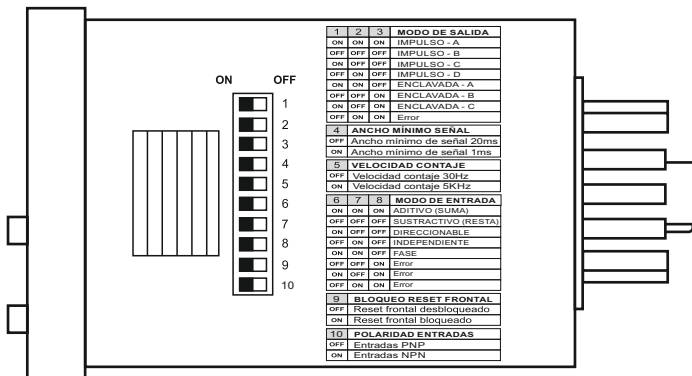 ON OFF
1
2
3
4
5
6
7
8
9
10
1 2 3 MODO DE SALIDA
ON ON ON IMPULSO - A
OFF OFF OFF IMPULSO - B
ON OFF OFF IMPULSO - C
ON ON OFF IMPULSO - D
OFF ON OFF ENCLAVADA - A
OFF OFF ON ENCLAVADA - B
ON OFF ON ENCLAVADA - C
OFF ON ON Error
4 ANCHO MÍNIMO SEÑAL
OFF Ancho mínimo de señal 20ms
ON Ancho mínimo de señal 1ms
5 VELOCIDAD CONTAJE
OFF Velocidad contaje 30Hz
ON Velocidad contaje 5KHz
6 7 8 MODO DE ENTRADA
ON ON ON ADITIVO (SUMA)
OFF OFF OFF SUSTRACTIVO (RESTA)
ON OFF OFF DIRECCIONABLE
OFF ON OFF INDEPENDIENTE
ON ON OFF FASE
OFF OFF ON Error
ON OFF ON Error
OFF ON ON Error
9 BLOQUEO RESET FRONTAL
OFF Reset frontal desbloqueado
ON Reset frontal bloqueado
10 POLARIDAD ENTRADAS
OFF Entradas PNP
ON Entradas NPN